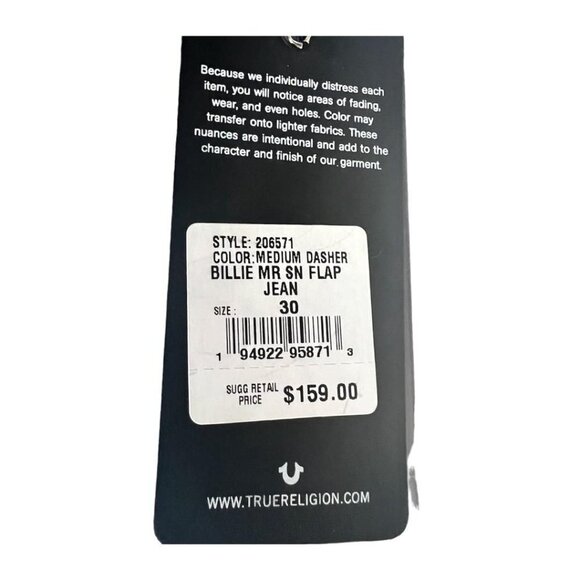 Because we individually distress each
item, you will notice areas of fading,
wear, and even holes. Color may
transfer onto lighter fabrics. These
nuances are intentional and add to the
character and finish of our garment.
STYLE: 206571
COLOR:MEDIUM DASHER
BILLIE MR SN FLAP
JEAN
SIZE: 30
1 94922 95871 3
SUGG RETAIL
PRICE $159.00
WWW.TRUERELIGION.COM